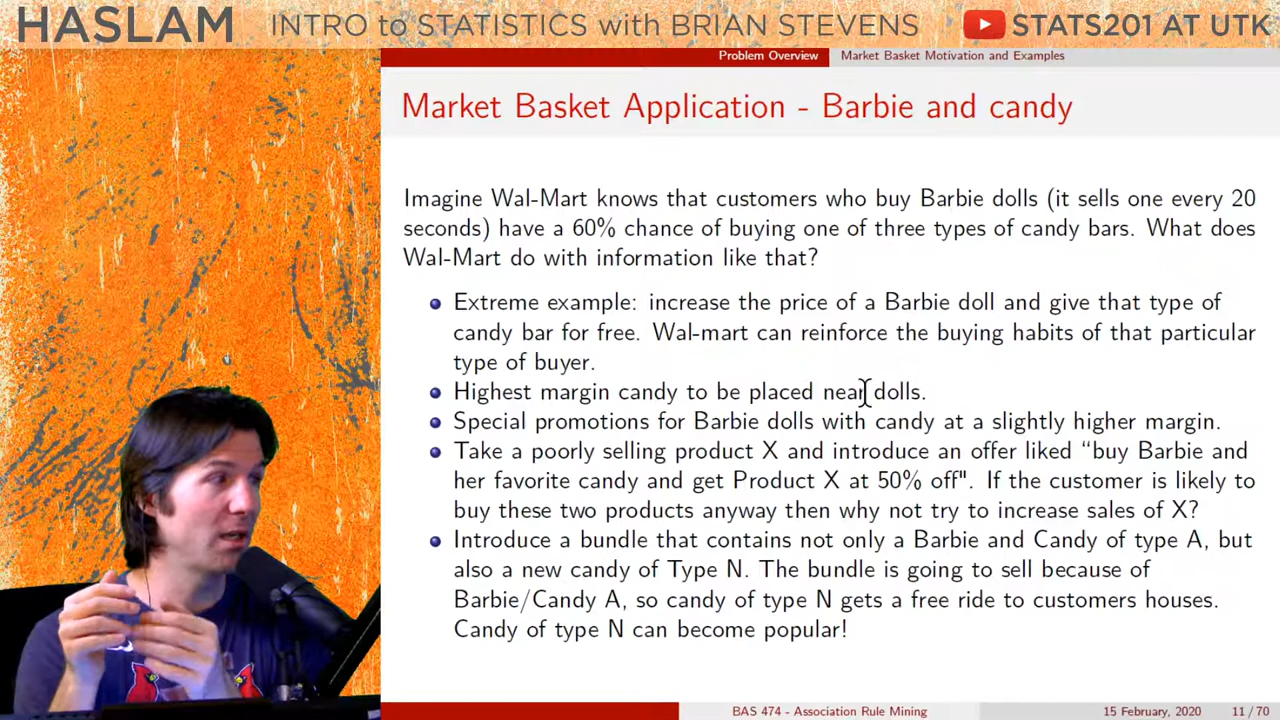 HASLAM INTRO to STATISTICS with BRIAN STEVENS STATS201 AT UTK
Problem Overview Market Basket Motivation and Examples
Market Basket Application - Barbie and candy
Imagine Wal-Mart knows that customers who buy Barbie dolls (it sells one every 20
seconds) have a 60% chance of buying one of three types of candy bars. What does
Wal-Mart do with information like that?
Extreme example: increase the price of a Barbie doll and give that type of
candy bar for free. Wal-mart can reinforce the buying habits of that particular
type of buyer.
Highest margin candy to be placed near dolls.
Special promotions for Barbie dolls with candy at a slightly higher margin.
Take a poorly selling product X and introduce an offer liked “buy Barbie and
her favorite candy and get Product X at 50% off". If the customer is likely to
buy these two products anyway then why not try to increase sales of X?
Introduce a bundle that contains not only a Barbie and Candy of type A, but
also a new candy of Type N. The bundle is going to sell because of
Barbie/Candy A, so candy of type N gets a free ride to customers houses.
Candy of type N can become popular!
BAS 474 - Association Rule Mining 15 February, 2020 11 / 70